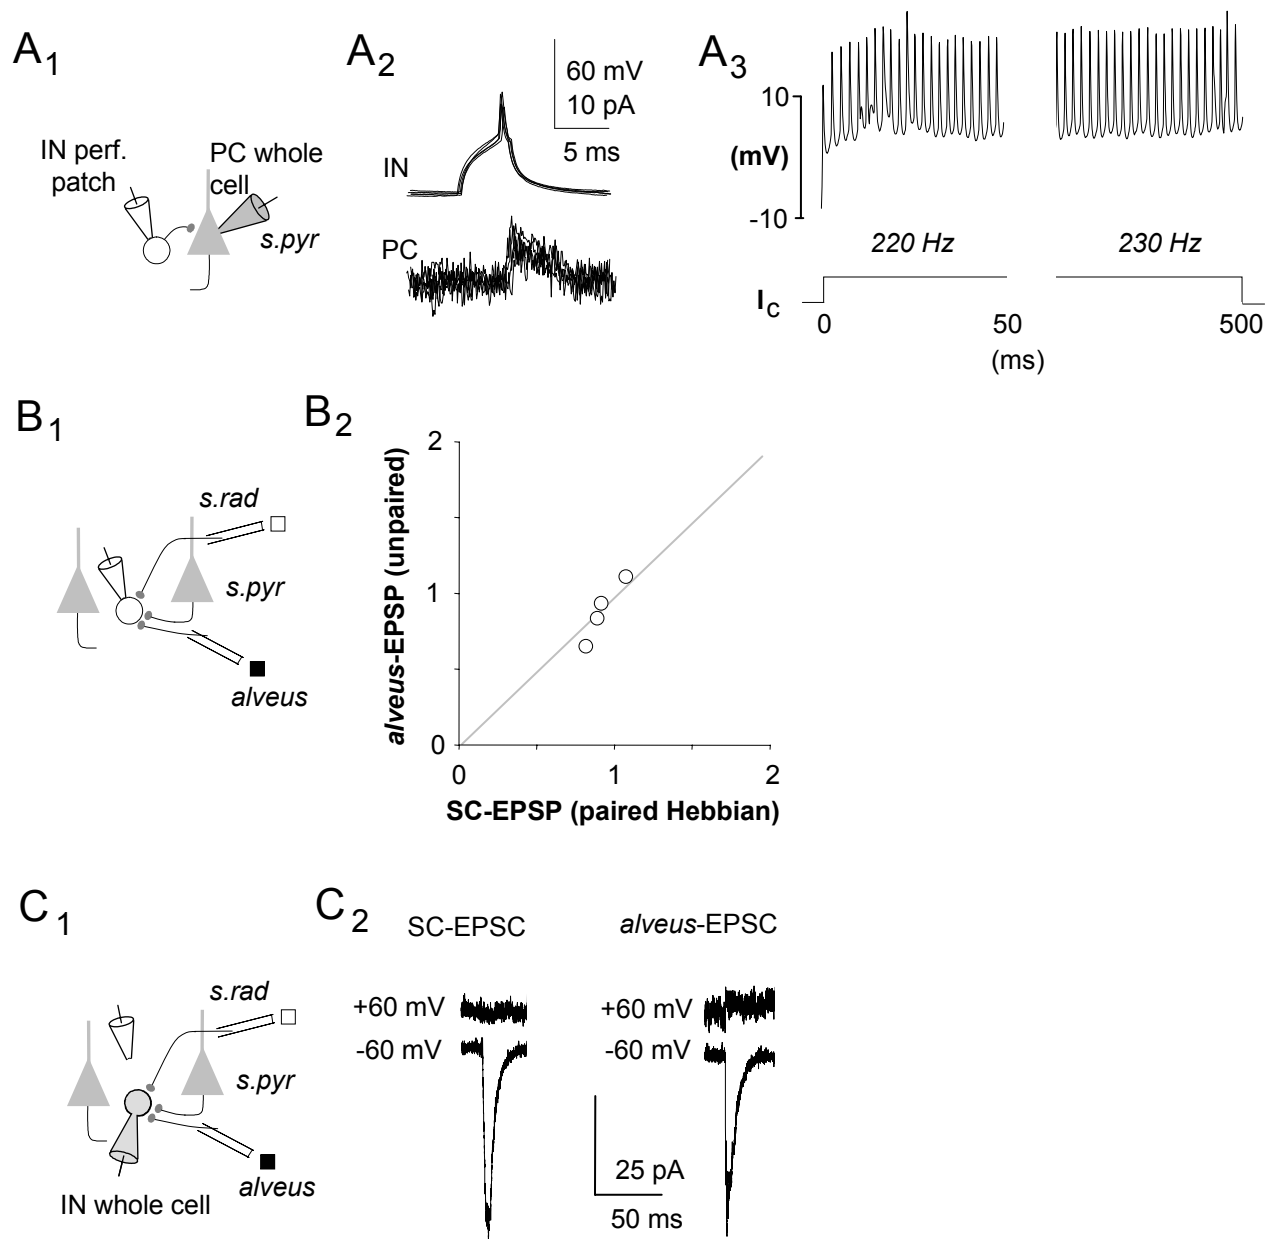 A1
IN perf.
patch
PC whole
cell
s.pyr
A2
60 mV
10 pA
5 ms
IN
PC
A3
10
(mV)
-10
220 Hz
230 Hz
IC
0
50
500
(ms)
B1
s.rad
s.pyr
alveus
B2
alveus-EPSP (unpaired)
2
1
0
0
1
2
SC-EPSP (paired Hebbian)
C1
s.rad
s.pyr
alveus
IN whole cell
C2
SC-EPSC
alveus-EPSC
+60 mV
-60 mV
+60 mV
-60 mV
25 pA
50 ms